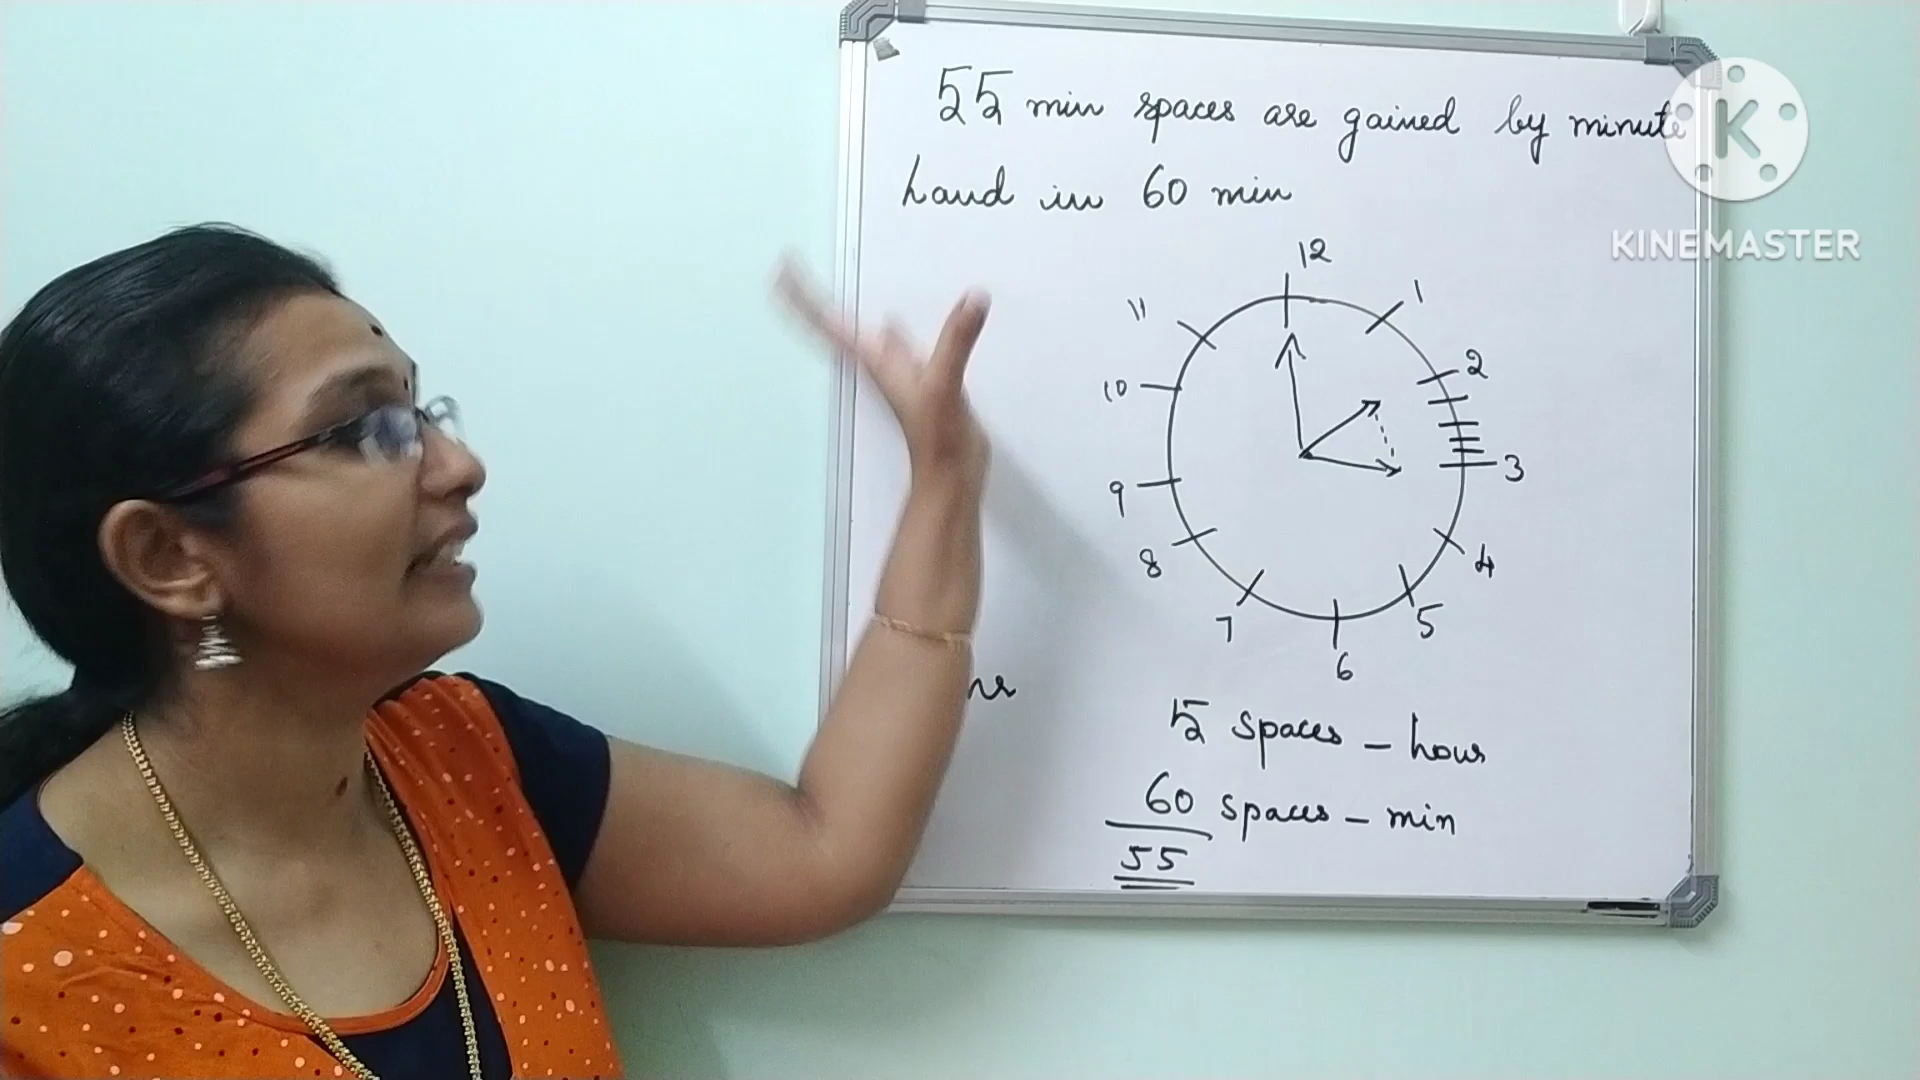 55 min spaces are gained by minute
hand in 60 min
12
1
2
3
4
5
6
7
8
9
10
11
5 spaces - hour
60 spaces - min
55
K
KINEMASTER